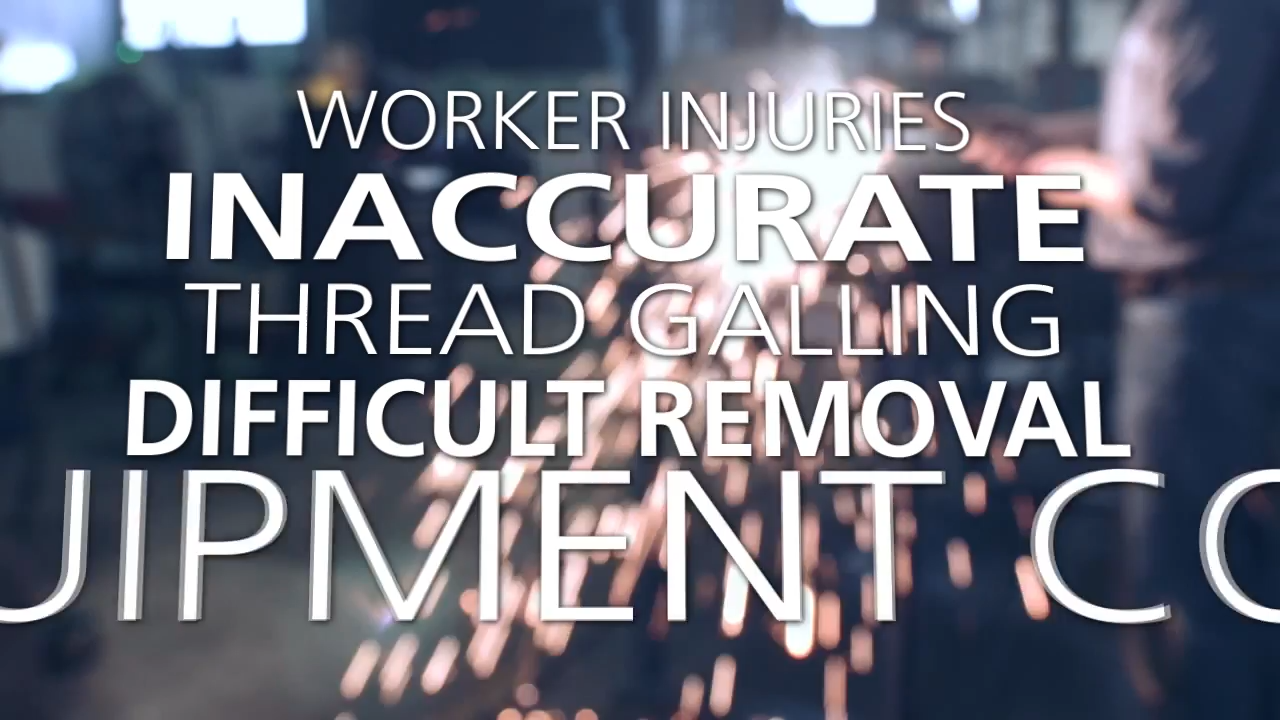 WORKER INJURIES
INACCURATE
THREAD GALLING
DIFFICULT REMOVAL
UIPMENT CO